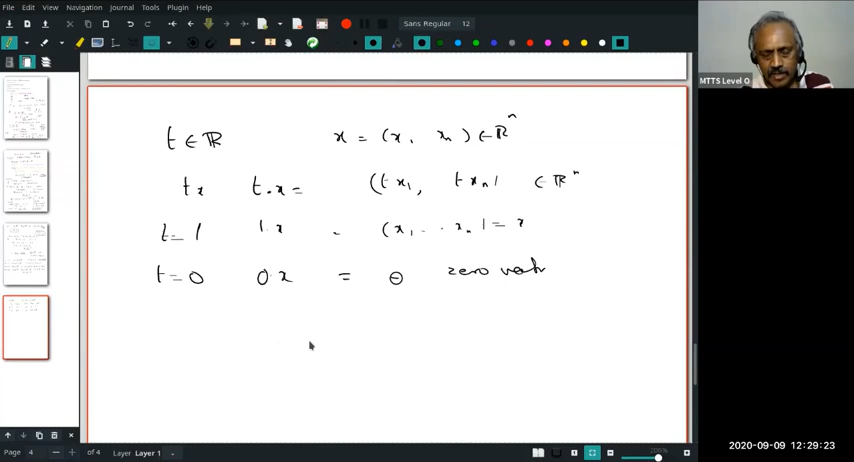 File Edit View Navigation Journal Tools Plugin Help
Sans Regular 12
t ∈ ℝ x = (x₁ xₙ) ∈ ℝⁿ
tx t·x = (tx₁, txₙ) ∈ ℝⁿ
t = 1 1·x = (x₁ - · xₙ) = x
t = 0 0·x = θ zero
MTTS Level O
2020-09-09 12:29:23
Page 4 of 4 Layer Layer 1 200%